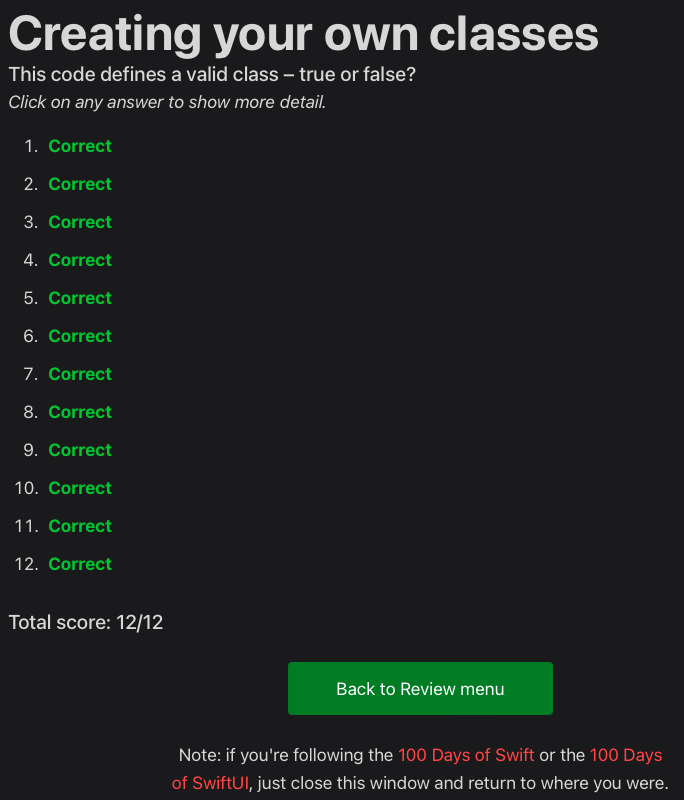 Creating your own classes
This code defines a valid class – true or false?
Click on any answer to show more detail.
1. Correct
2. Correct
3. Correct
4. Correct
5. Correct
6. Correct
7. Correct
8. Correct
9. Correct
10. Correct
11. Correct
12. Correct
Total score: 12/12
Back to Review menu
Note: if you're following the 100 Days of Swift or the 100 Days
of SwiftUI, just close this window and return to where you were.